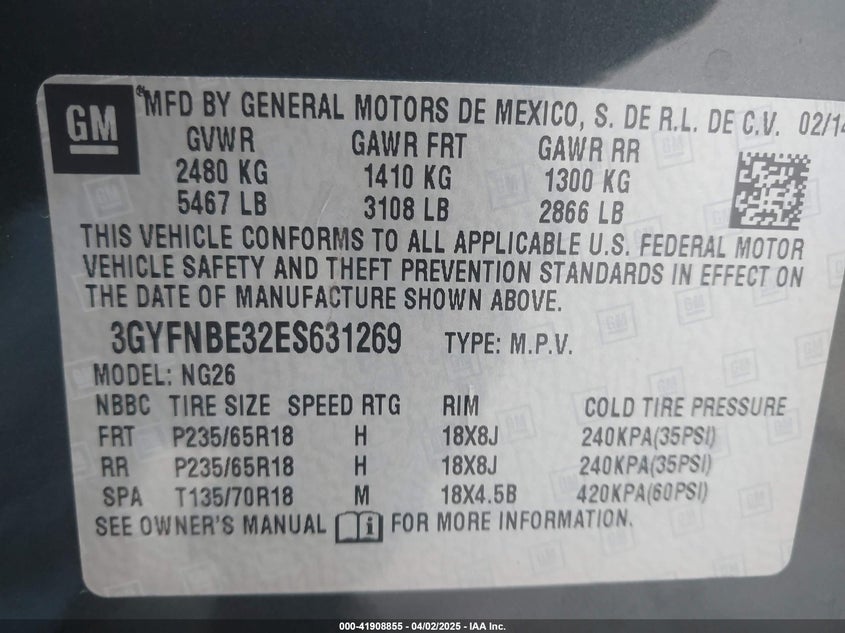 GM
MFD BY GENERAL MOTORS DE MEXICO, S. DE R.L. DE C.V. 02/14
GVWR GAWR FRT GAWR RR
2480 KG 1410 KG 1300 KG
5467 LB 3108 LB 2866 LB
THIS VEHICLE CONFORMS TO ALL APPLICABLE U.S. FEDERAL MOTOR
VEHICLE SAFETY AND THEFT PREVENTION STANDARDS IN EFFECT ON
THE DATE OF MANUFACTURE SHOWN ABOVE.
3GYFNBE32ES631269 TYPE: M.P.V.
MODEL: NG26
NBBC TIRE SIZE SPEED RTG RIM COLD TIRE PRESSURE
FRT P235/65R18 H 18X8J 240KPA(35PSI)
RR P235/65R18 H 18X8J 240KPA(35PSI)
SPA T135/70R18 M 18X4.5B 420KPA(60PSI)
SEE OWNER'S MANUAL FOR MORE INFORMATION.
000-41908855 - 04/02/2025 - IAA Inc.